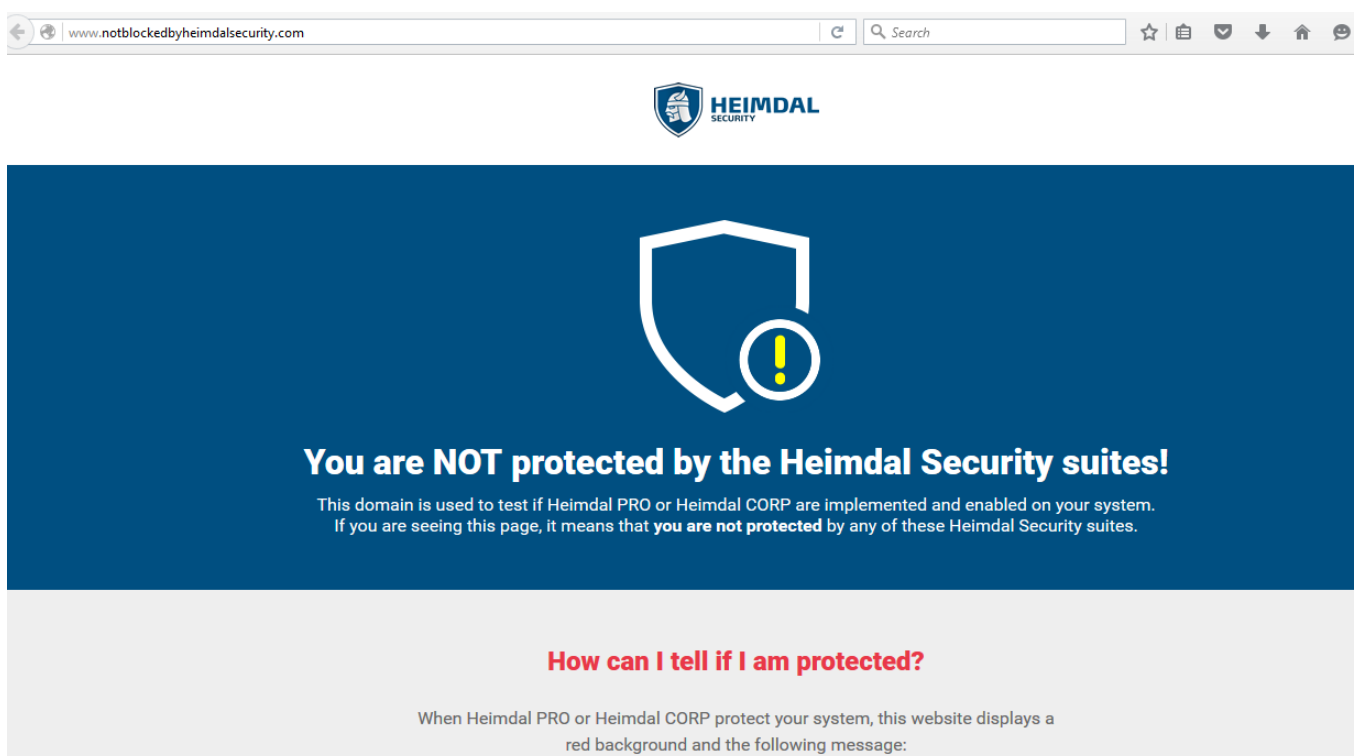 www.notblockedbyheimdalsecurity.com
Search
HEIMDAL
SECURITY
You are NOT protected by the Heimdal Security suites!
This domain is used to test if Heimdal PRO or Heimdal CORP are implemented and enabled on your system.
If you are seeing this page, it means that you are not protected by any of these Heimdal Security suites.
How can I tell if I am protected?
When Heimdal PRO or Heimdal CORP protect your system, this website displays a
red background and the following message: